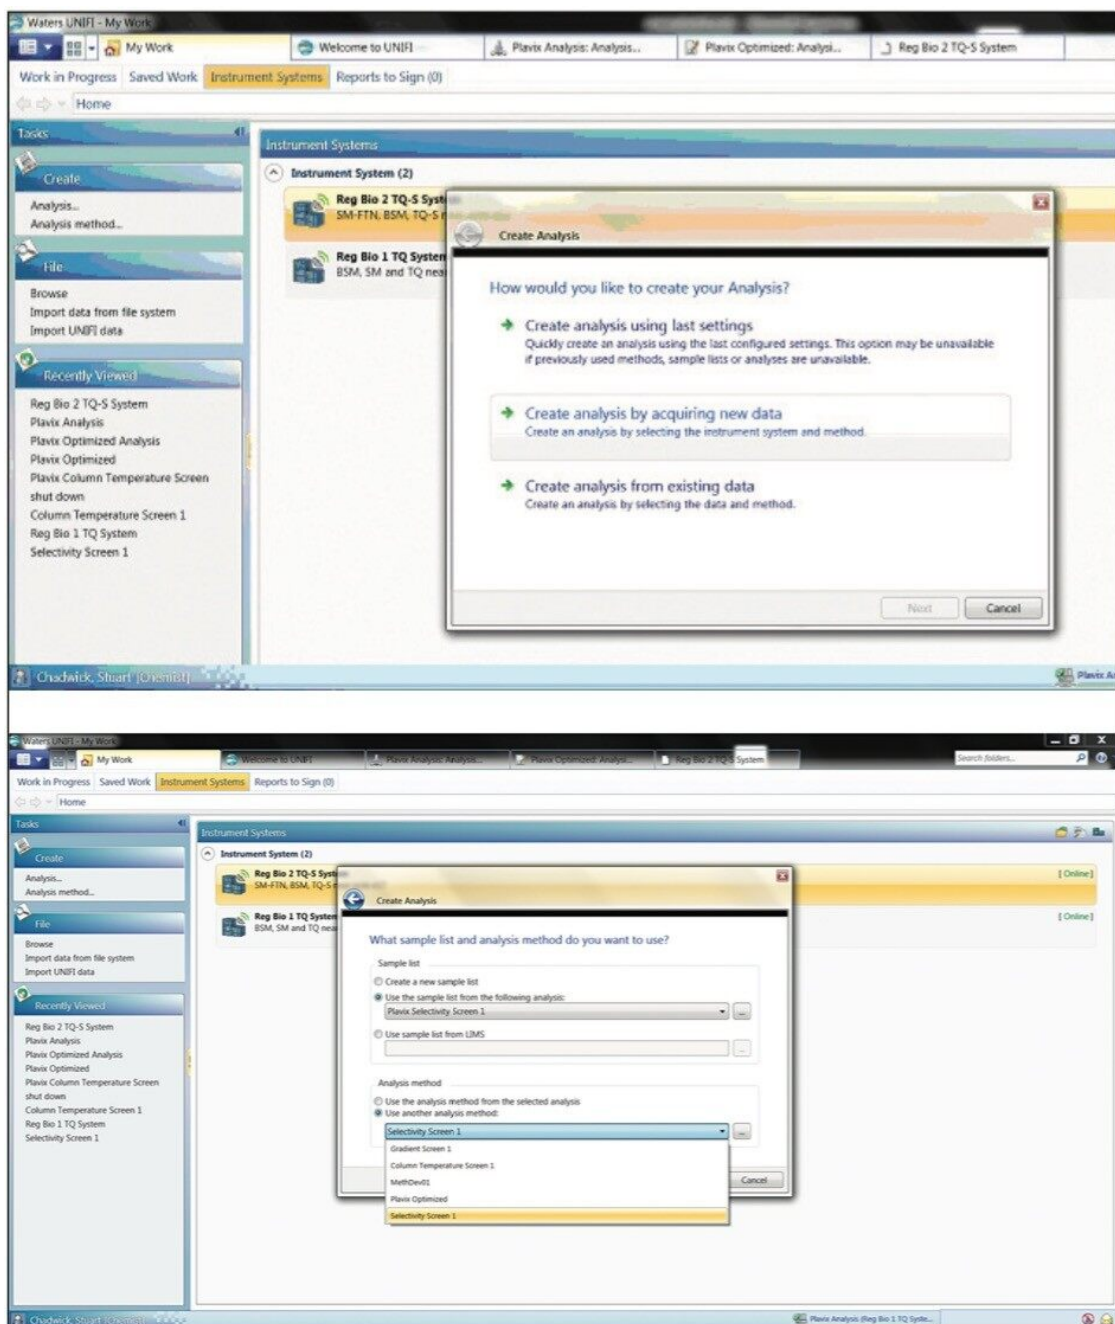 Waters UNIFI - My Work
My Work
Welcome to UNIFI
Plavix Analysis: Analysis...
Plavix Optimized: Analysi...
Reg Bio 2 TQ-S System
Work in Progress Saved Work Instrument Systems Reports to Sign (0)
Home
Tasks
Create
Analysis...
Analysis method...
File
Browse
Import data from file system
Import UNIFI data
Recently Viewed
Reg Bio 2 TQ-S System
Plavix Analysis
Plavix Optimized Analysis
Plavix Optimized
Plavix Column Temperature Screen
shut down
Column Temperature Screen 1
Reg Bio 1 TQ System
Selectivity Screen 1
Instrument Systems
Instrument System (2)
Reg Bio 2 TQ-S Syst
SM-FTN, BSM, TQ-S
Reg Bio 1 TQ System
BSM, SM and TQ nea
Create Analysis
How would you like to create your Analysis?
Create analysis using last settings
Quickly create an analysis using the last configured settings. This option may be unavailable
if previously used methods, sample lists or analyses are unavailable.
Create analysis by acquiring new data
Create an analysis by selecting the instrument system and method.
Create analysis from existing data
Create an analysis by selecting the data and method.
Next Cancel
Chadwick, Stuart [Chemist]
Plavix A
Waters UNIFI - My Work
My Work
Welcome to UNIFI
Plavix Analysis: Analysis...
Plavix Optimized: Analysi...
Reg Bio 2 TQ-S System
Search folders...
Work in Progress Saved Work Instrument Systems Reports to Sign (0)
Home
Tasks
Create
Analysis...
Analysis method...
File
Browse
Import data from file system
Import UNIFI data
Recently Viewed
Reg Bio 2 TQ-S System
Plavix Analysis
Plavix Optimized Analysis
Plavix Optimized
Plavix Column Temperature Screen
shut down
Column Temperature Screen 1
Reg Bio 1 TQ System
Selectivity Screen 1
Instrument Systems
Instrument System (2)
Reg Bio 2 TQ-S Syst
SM-FTN, BSM, TQ-S
[ Online ]
Reg Bio 1 TQ System
BSM, SM and TQ nea
[ Online ]
Create Analysis
What sample list and analysis method do you want to use?
Sample list
Create a new sample list
Use the sample list from the following analysis:
Plavix Selectivity Screen 1
...
Use sample list from LIMS
...
Analysis method
Use the analysis method from the selected analysis
Use another analysis method:
Selectivity Screen 1
...
Gradient Screen 1
Column Temperature Screen 1
MethDev01
Plavix Optimized
Selectivity Screen 1
Cancel
Chadwick, Stuart [Chemist]
Plavix Analysis (Reg Bio 1 TQ Syste...